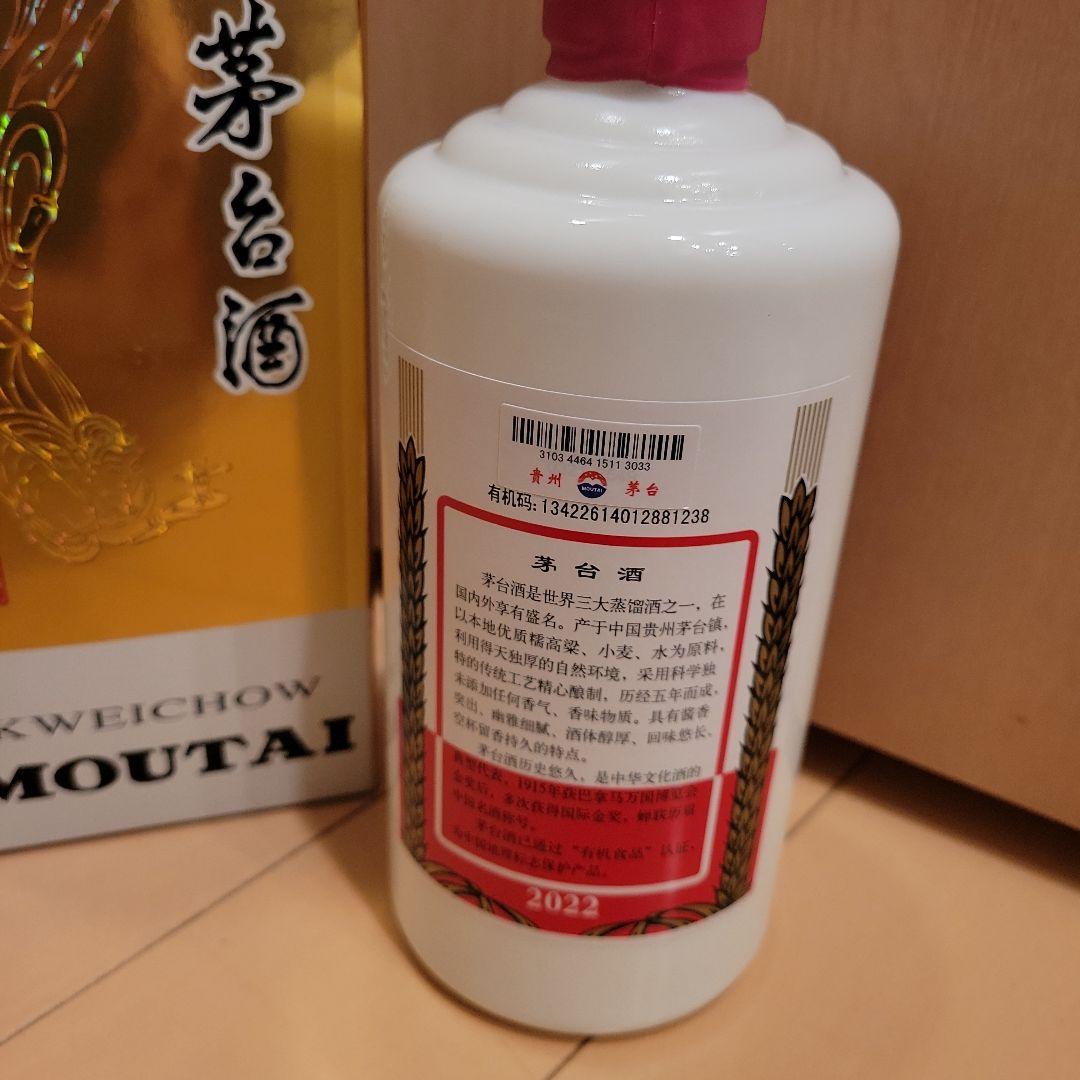 茅台酒
KWEICHOW
MOUTAI
3103 4464 1511 3033
貴州 MOUTAI 茅台
有机码:13422614012881238
茅台酒
茅台酒是世界三大蒸馏酒之一，在
国内外享有盛名。产于中国贵州茅台镇，
以本地优质糯高粱、小麦、水为原料，
利用得天独厚的自然环境，采用科学独
特的传统工艺精心酿制，历经五年而成，
未添加任何香气、香味物质。具有酱香
突出、幽雅细腻、酒体醇厚、回味悠长、
空杯留香持久的特点。
茅台酒历史悠久，是中华文化酒的
典型代表，1915年获巴拿马万国博览会
金奖后，多次获得国际金奖，蝉联历届
中国名酒称号。
茅台酒已通过“有机食品”认证，
为中国地理标志保护产品。
2022